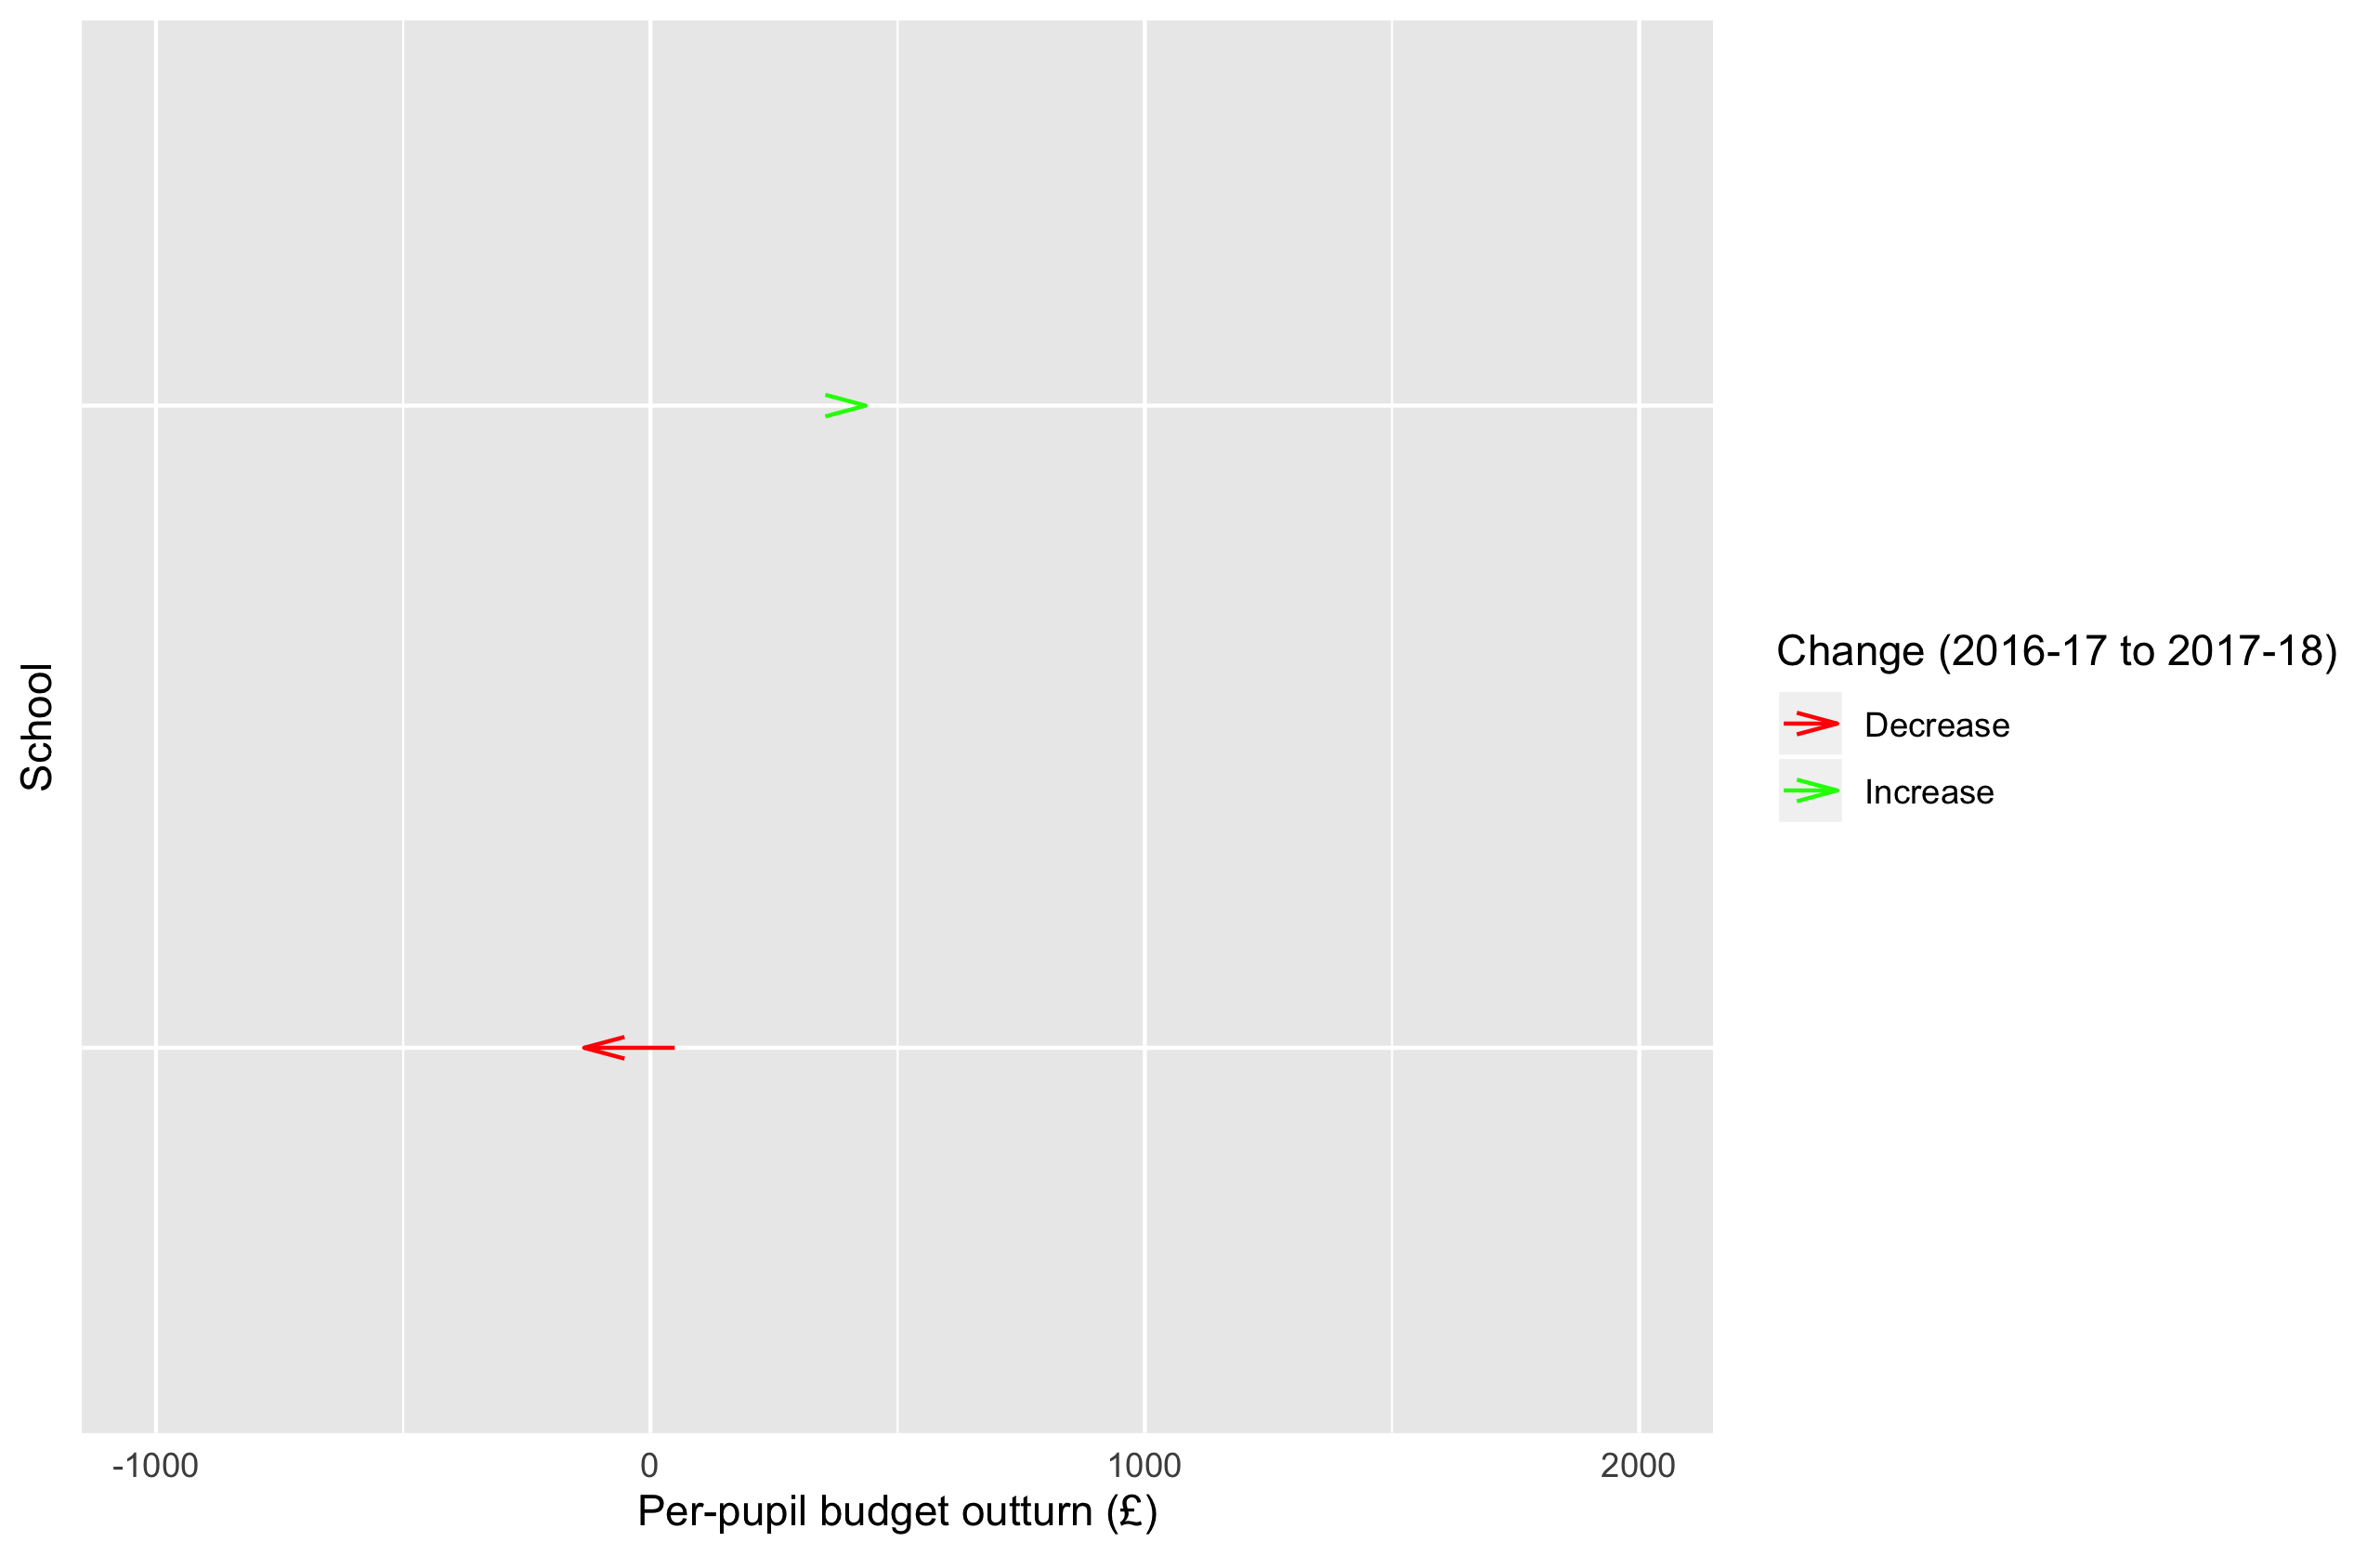 School
-1000
0
1000
2000
Per-pupil budget outturn (£)
Change (2016-17 to 2017-18)
Decrease
Increase